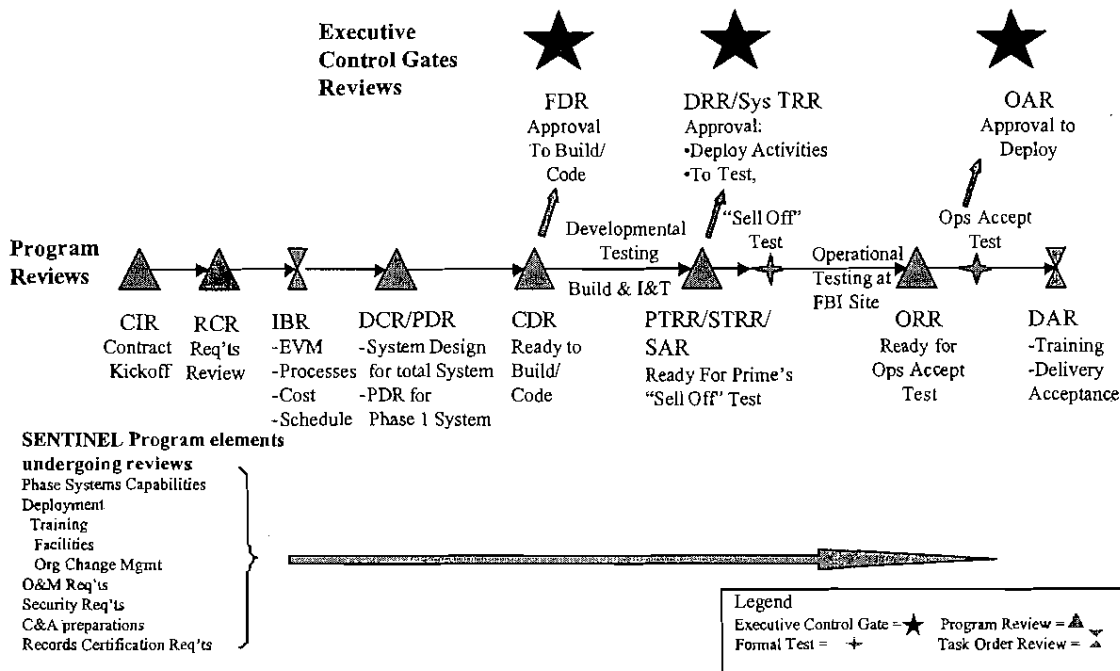 Executive
Control Gates
Reviews
FDR
Approval
To Build/
Code
DRR/Sys TRR
Approval:
•Deploy Activities
•To Test,
OAR
Approval to
Deploy
Program
Reviews
Developmental
Testing
Build & I&T
"Sell Off"
Test
Operational
Testing at
FBI Site
Ops Accept
Test
CIR
Contract
Kickoff
RCR
Req'ts
Review
IBR
-EVM
-Processes
-Cost
-Schedule
DCR/PDR
-System Design
for total System
-PDR for
Phase 1 System
CDR
Ready to
Build/
Code
PTRR/STRR/
SAR
Ready For Prime's
"Sell Off" Test
ORR
Ready for
Ops Accept
Test
DAR
-Training
-Delivery
Acceptance
SENTINEL Program elements
undergoing reviews
Phase Systems Capabilities
Deployment
Training
Facilities
Org Change Mgmt
O&M Req'ts
Security Req'ts
C&A preparations
Records Certification Req'ts
Legend
Executive Control Gate =
Program Review =
Formal Test =
Task Order Review =